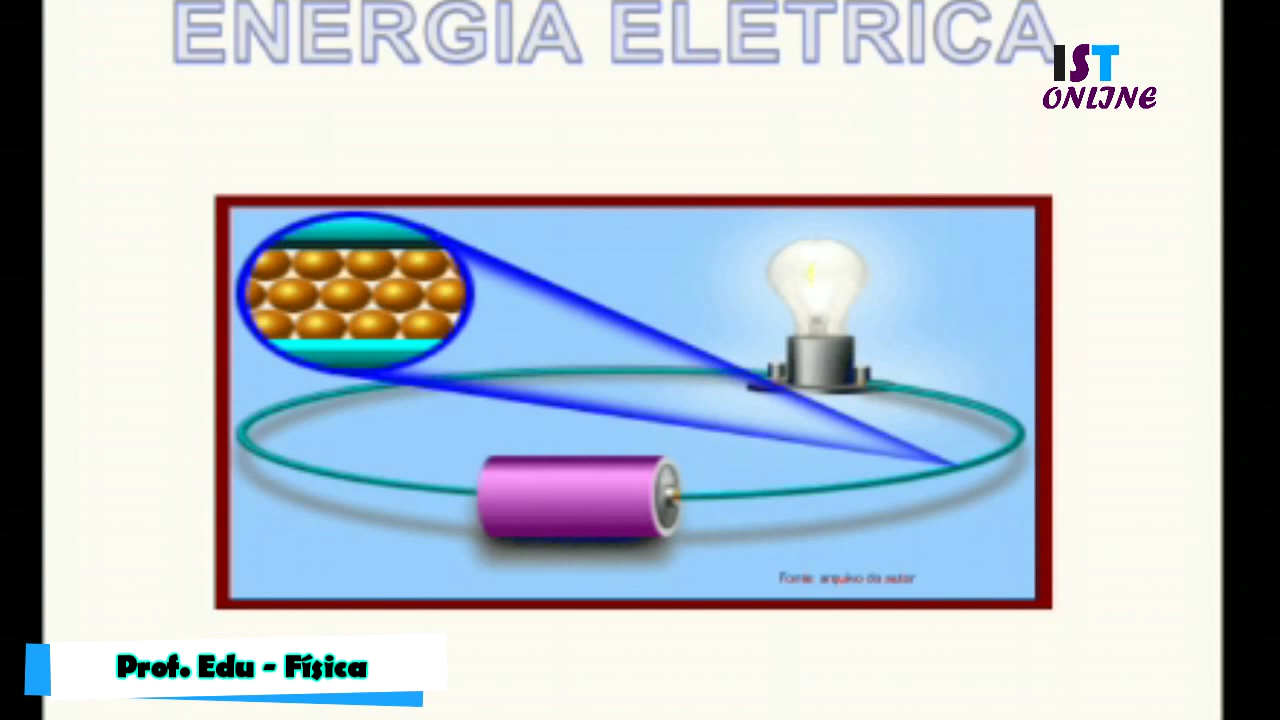 ENERGIA ELETRICA
IST
ONLINE
Fonte: arquivo do autor
Prof. Edu - Física